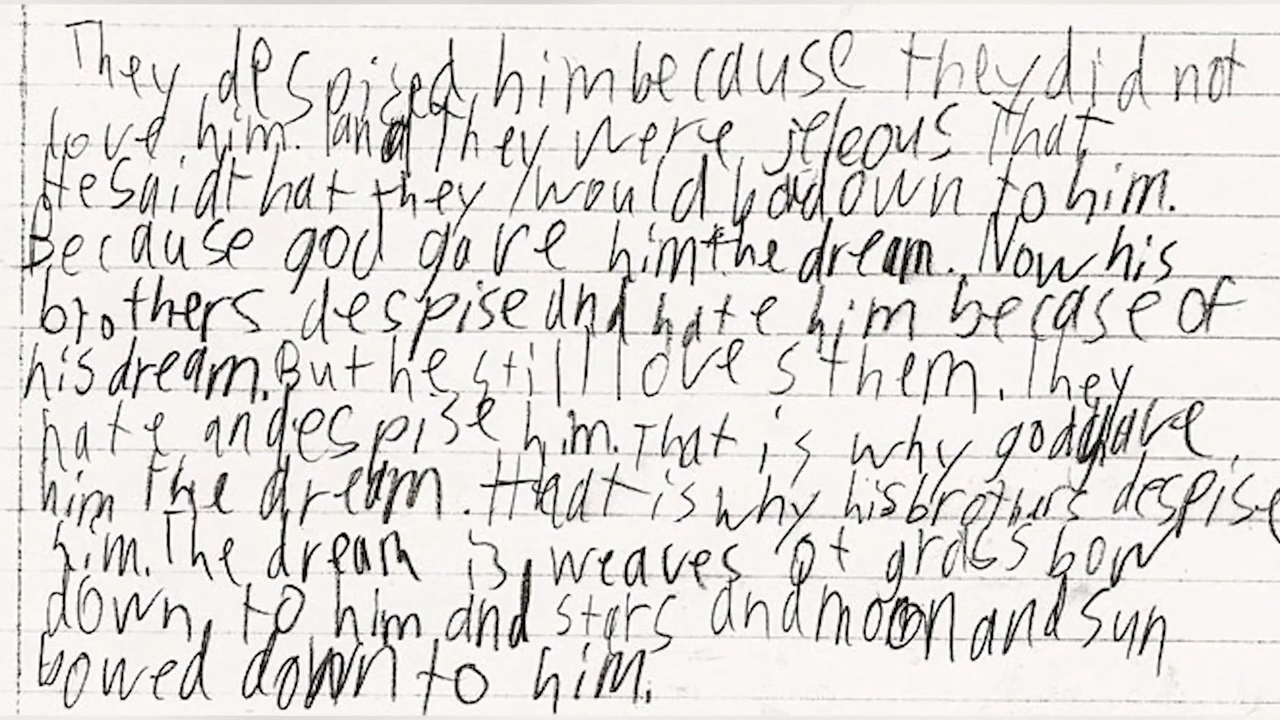 They despised him because they did not
love him. and They were jeleous That
He said that they would bow down to him.
Because god gave him the dream. Now his
brothers despise and hate him becase of
his dream. But he still loves them. They
hate an despise him. That is why god gave
him The dream. that is why his brothers despise
him. The dream is, weaves of grass bow
down, to him and stars and moon and sun
bowed down to him.